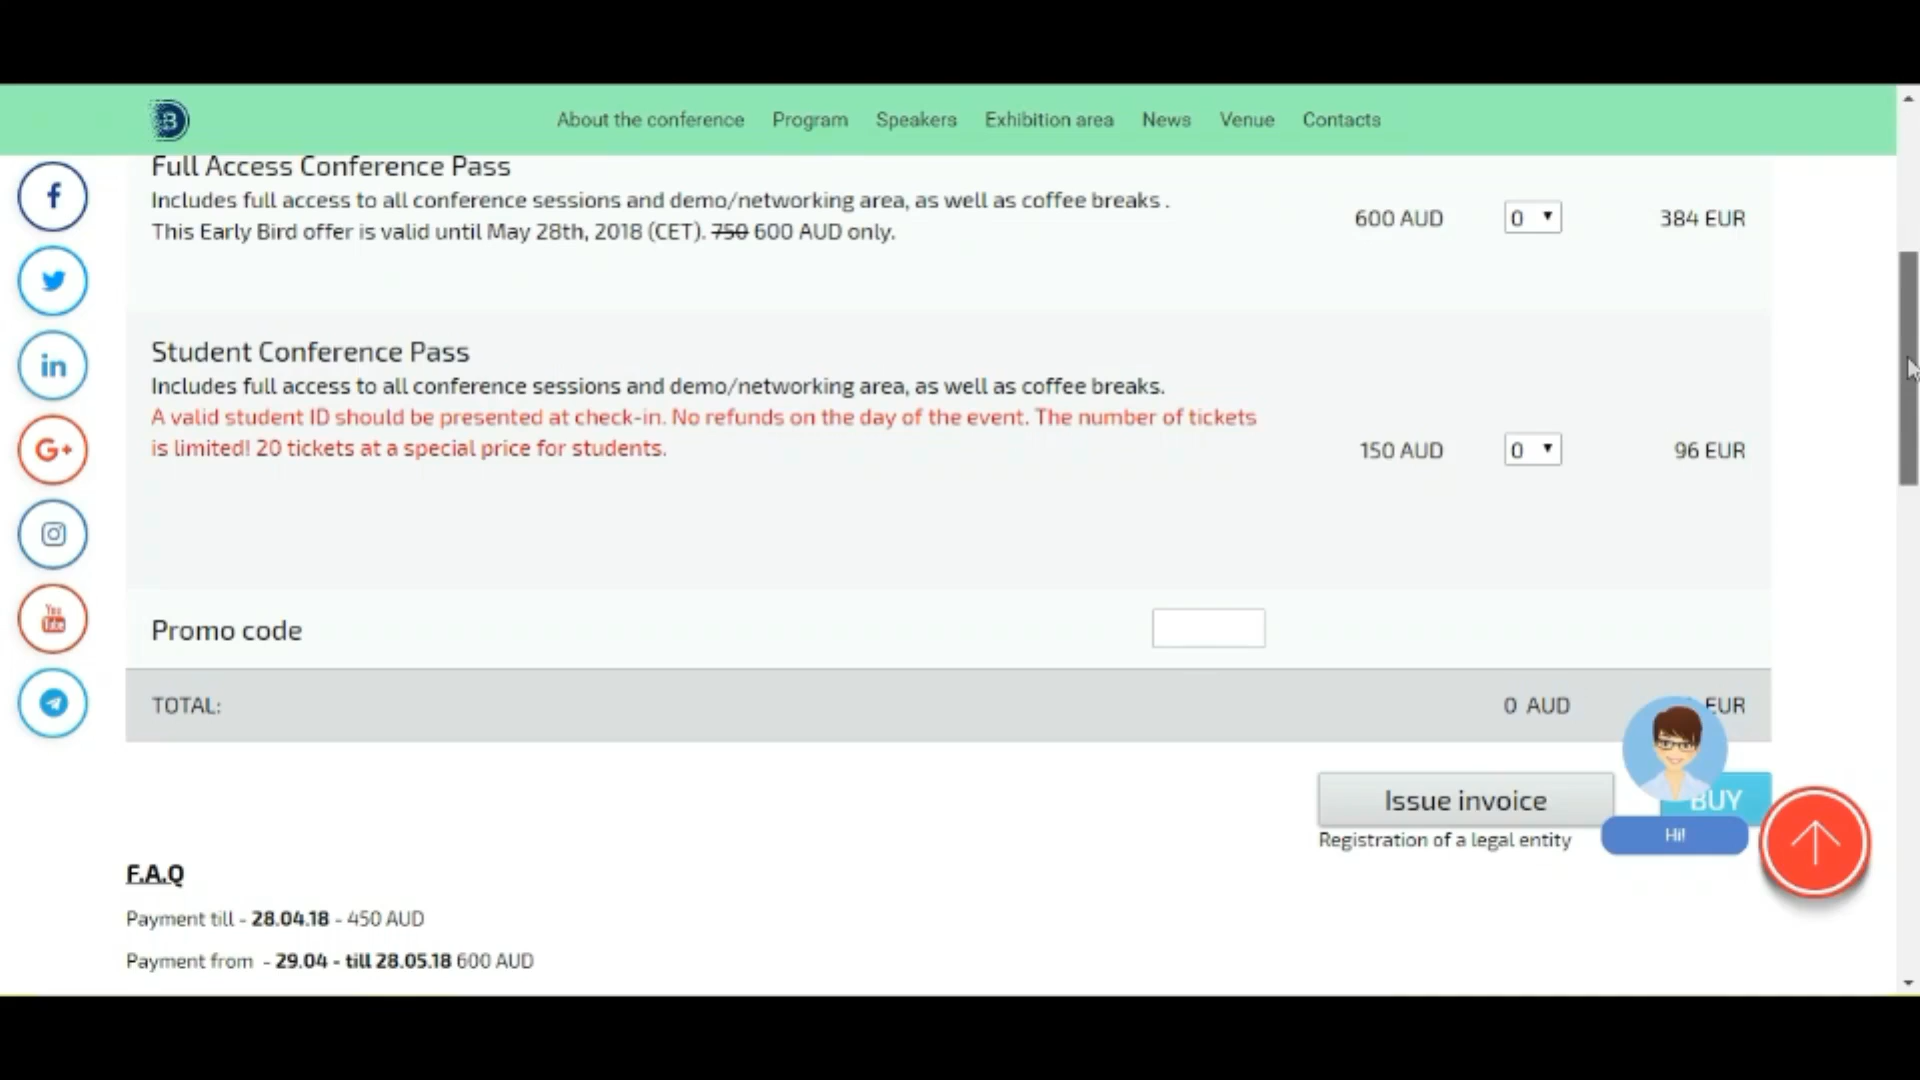 About the conference Program Speakers Exhibition area News Venue Contacts
Full Access Conference Pass
Includes full access to all conference sessions and demo/networking area, as well as coffee breaks .
This Early Bird offer is valid until May 28th, 2018 (CET). 750 600 AUD only.
600 AUD 0 384 EUR
Student Conference Pass
Includes full access to all conference sessions and demo/networking area, as well as coffee breaks.
A valid student ID should be presented at check-in. No refunds on the day of the event. The number of tickets
is limited! 20 tickets at a special price for students.
150 AUD 0 96 EUR
Promo code
TOTAL: 0 AUD EUR
Issue invoice BUY
Registration of a legal entity
Hi!
F.A.Q
Payment till - 28.04.18 - 450 AUD
Payment from - 29.04 - till 28.05.18 600 AUD
f
in
G+
You Tube
B